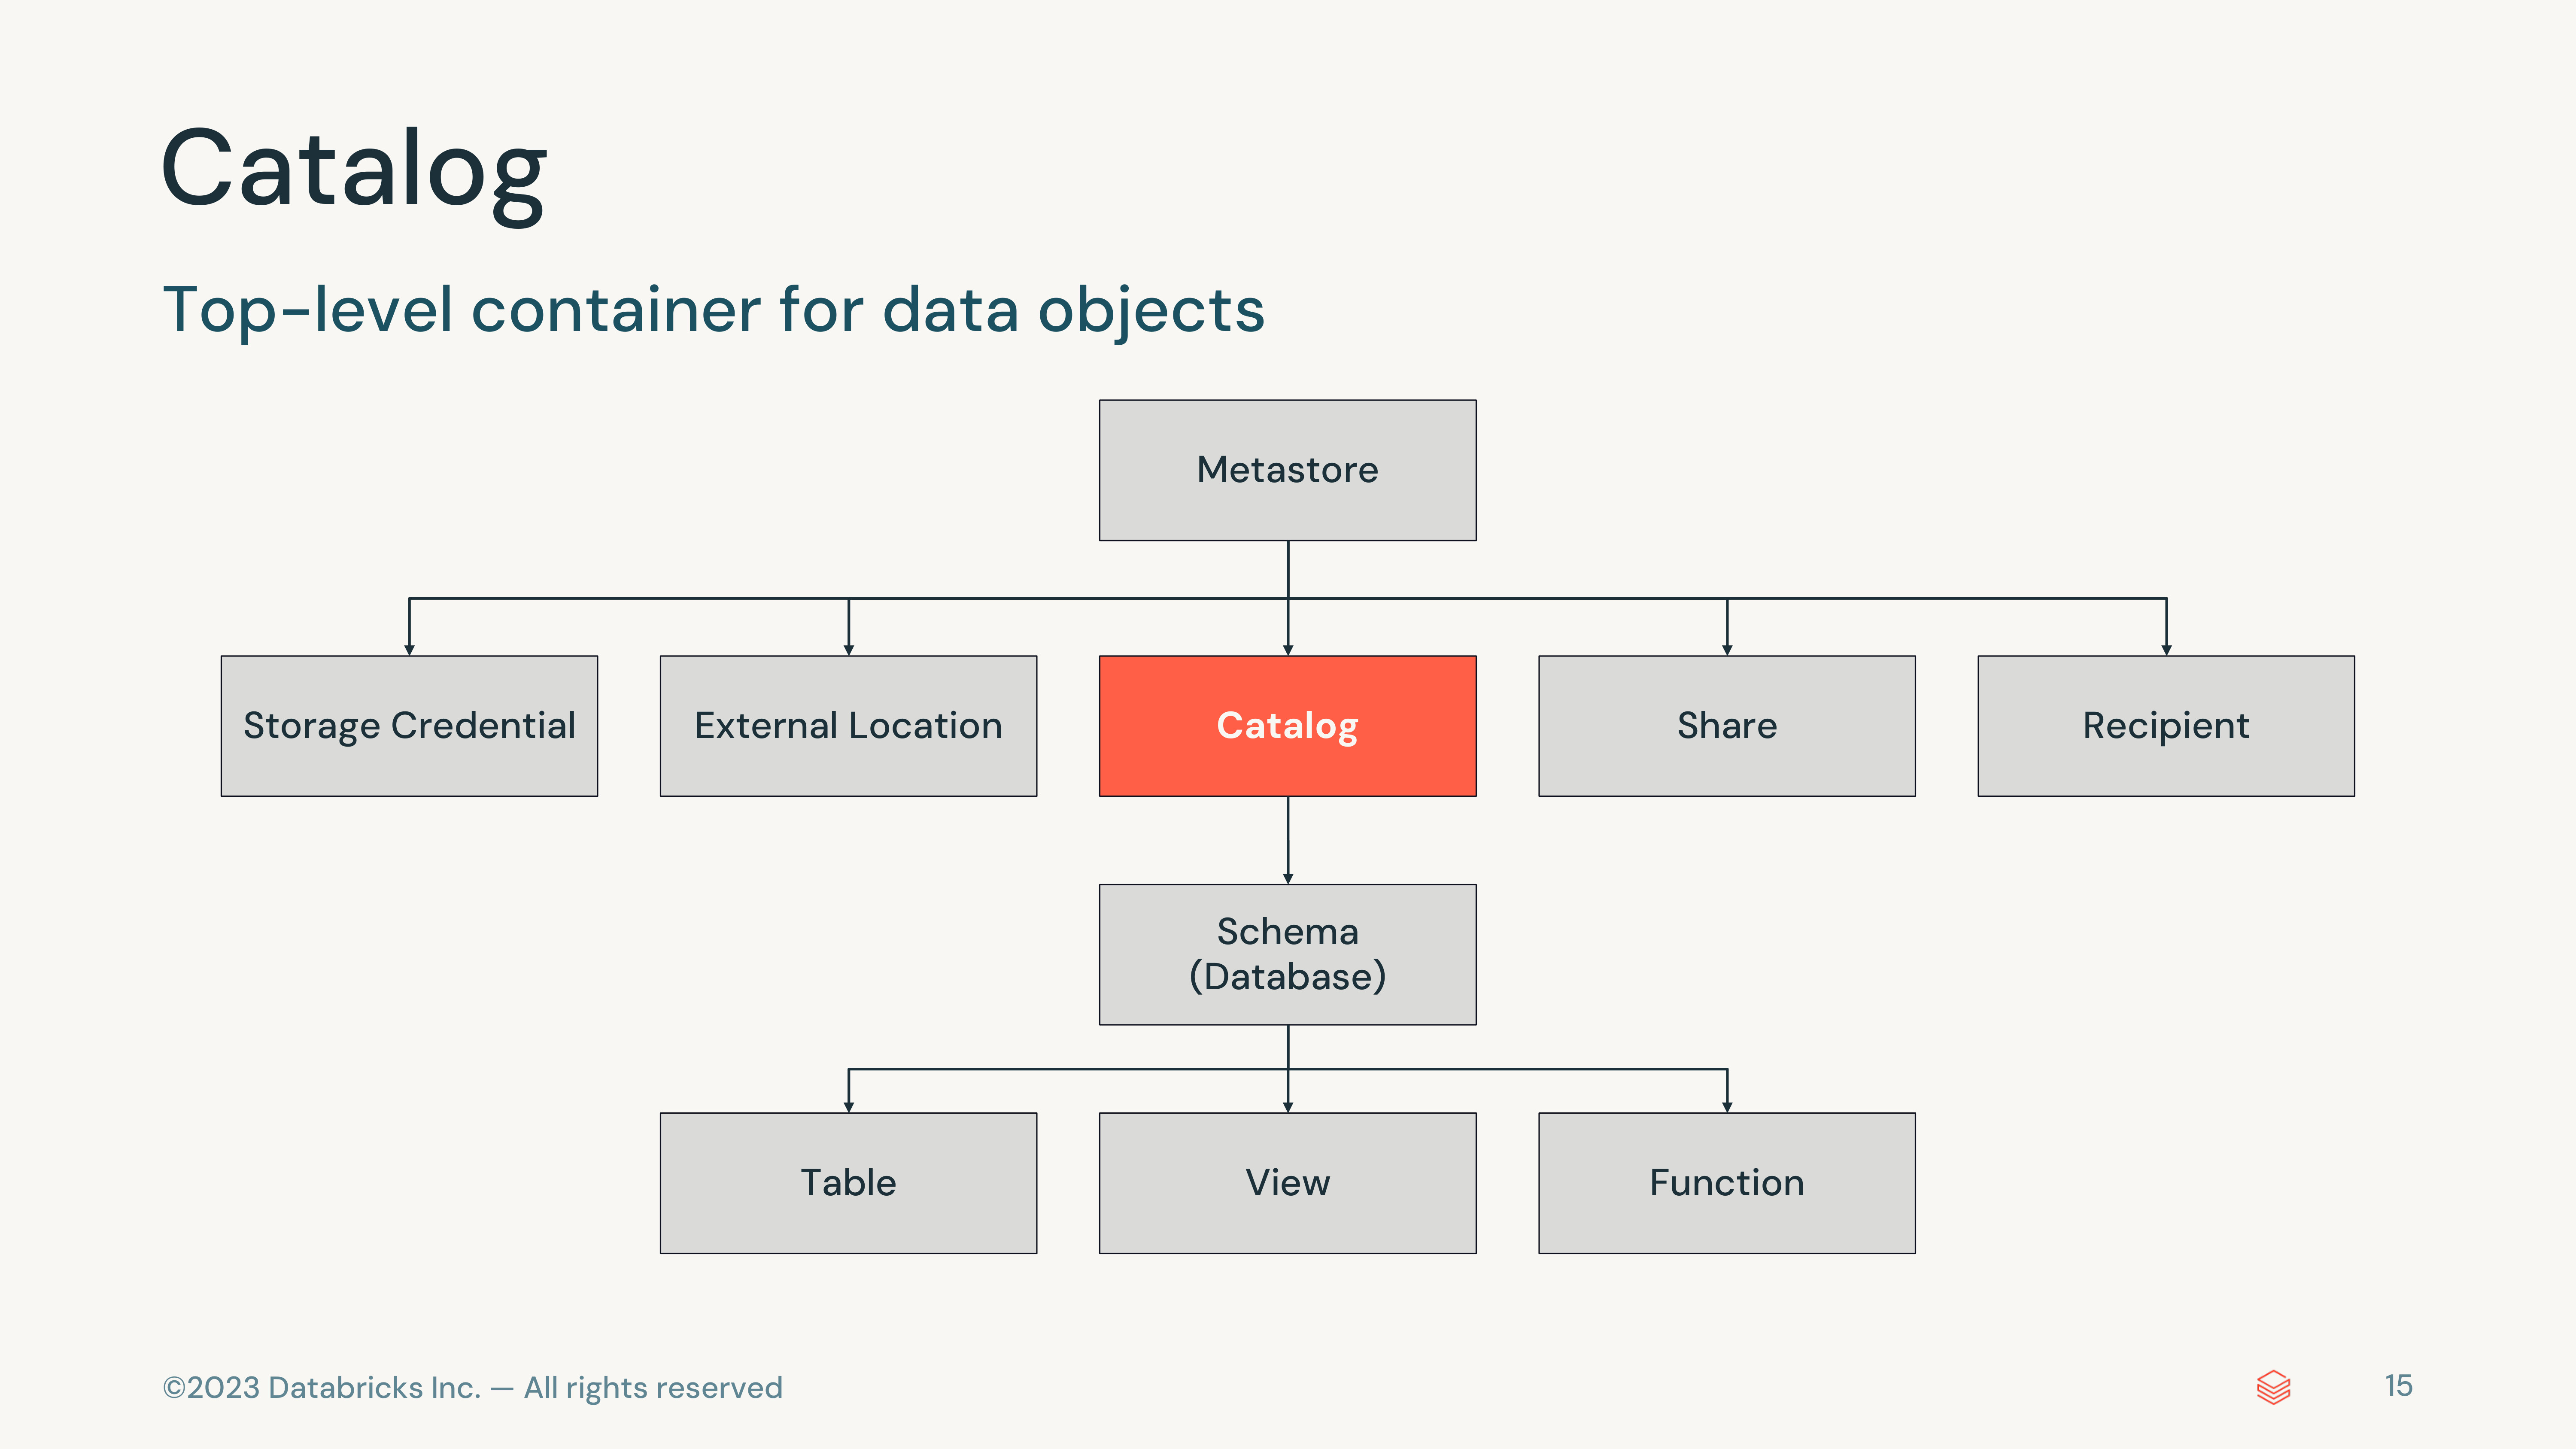 Catalog
Top-level container for data objects
Metastore
Storage Credential
External Location
Catalog
Share
Recipient
Schema
(Database)
Table
View
Function
©2023 Databricks Inc. — All rights reserved
15